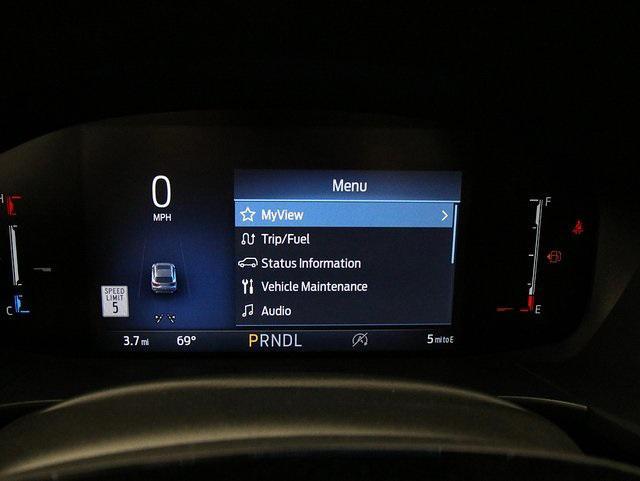 Menu
0
MPH
MyView
Trip/Fuel
Status Information
Vehicle Maintenance
Audio
SPEED
LIMIT
5
H
C
F
E
3.7 mi 69° PRNDL 5 mi to E